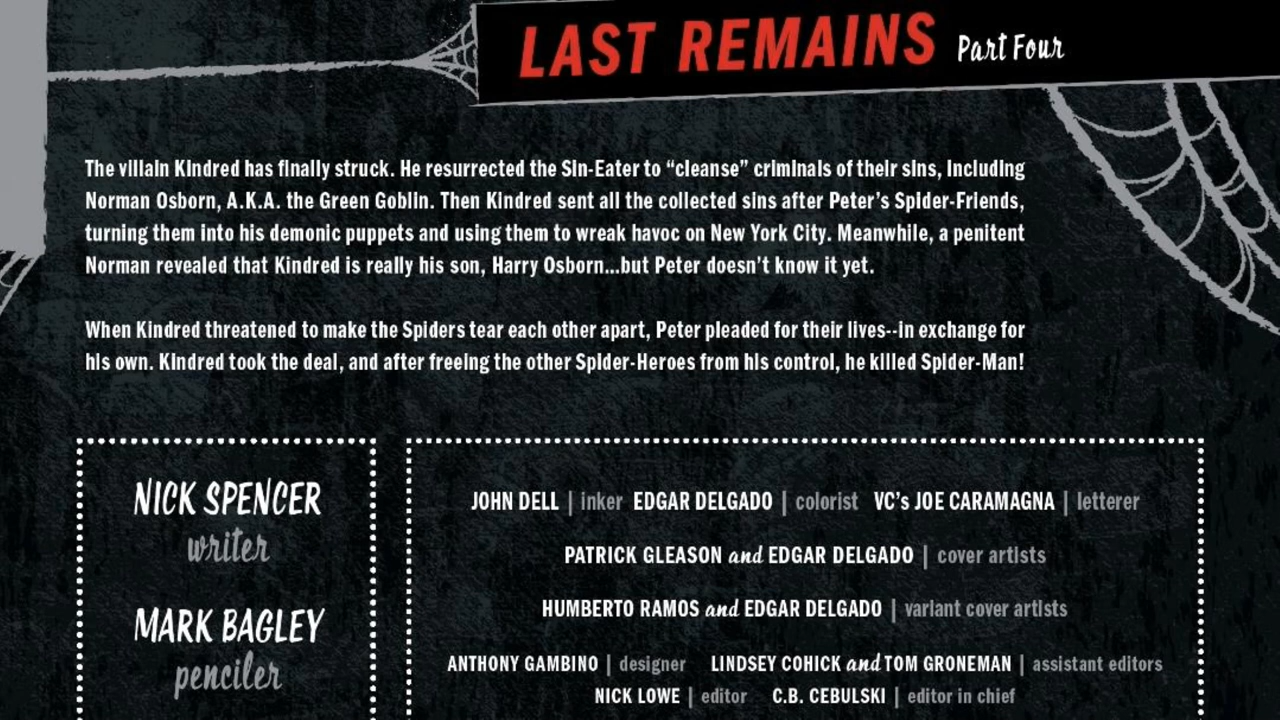 LAST REMAINS Part Four
The villain Kindred has finally struck. He resurrected the Sin-Eater to “cleanse” criminals of their sins, including
Norman Osborn, A.K.A. the Green Goblin. Then Kindred sent all the collected sins after Peter’s Spider-Friends,
turning them into his demonic puppets and using them to wreak havoc on New York City. Meanwhile, a penitent
Norman revealed that Kindred is really his son, Harry Osborn...but Peter doesn’t know it yet.
When Kindred threatened to make the Spiders tear each other apart, Peter pleaded for their lives--in exchange for
his own. Kindred took the deal, and after freeing the other Spider-Heroes from his control, he killed Spider-Man!
NICK SPENCER
writer
MARK BAGLEY
penciler
JOHN DELL | inker EDGAR DELGADO | colorist VC’s JOE CARAMAGNA | letterer
PATRICK GLEASON and EDGAR DELGADO | cover artists
HUMBERTO RAMOS and EDGAR DELGADO | variant cover artists
ANTHONY GAMBINO | designer LINDSEY COHICK and TOM GRONEMAN | assistant editors
NICK LOWE | editor C.B. CEBULSKI | editor in chief